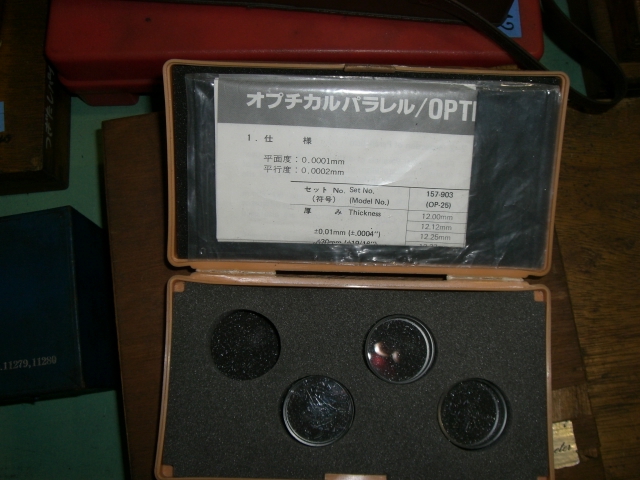 オプチカルパラレル/OPTI
1. 仕 様
平面度:0.0001mm
平行度:0.0002mm
セット No. Set No. 157-903
(符号) (Model No.) (OP-25)
厚 み Thickness 12.00mm
12.12mm
±0.01mm (±.0004") 12.25mm
.11279,11280